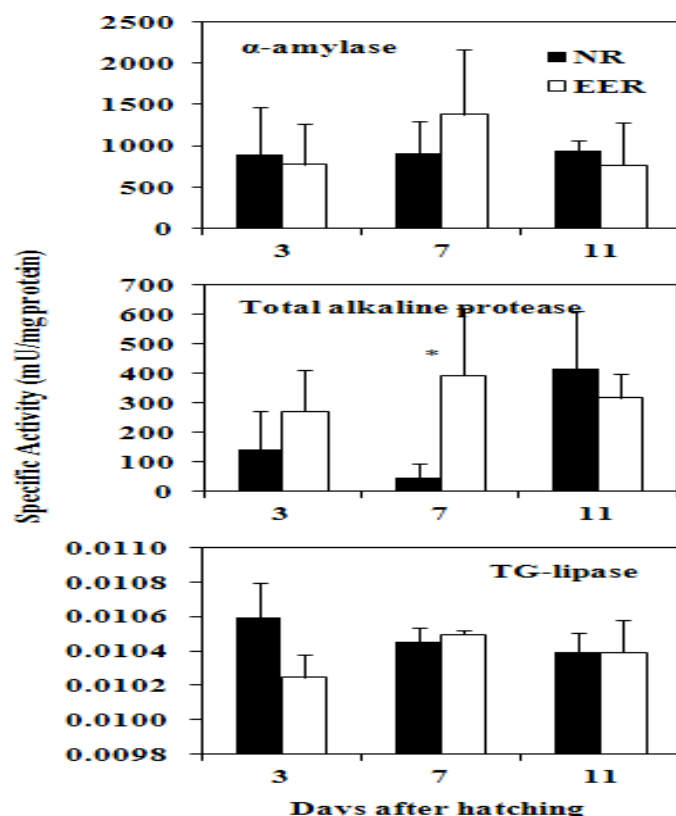 α-amylase
NR
EER
2500
2000
1500
1000
500
0
3 7 11
Specific Activity (mU/mg protein)
Total alkaline protease
*
700
600
500
400
300
200
100
0
3 7 11
TG-lipase
0.0110
0.0108
0.0106
0.0104
0.0102
0.0100
0.0098
3 7 11
Days after hatching